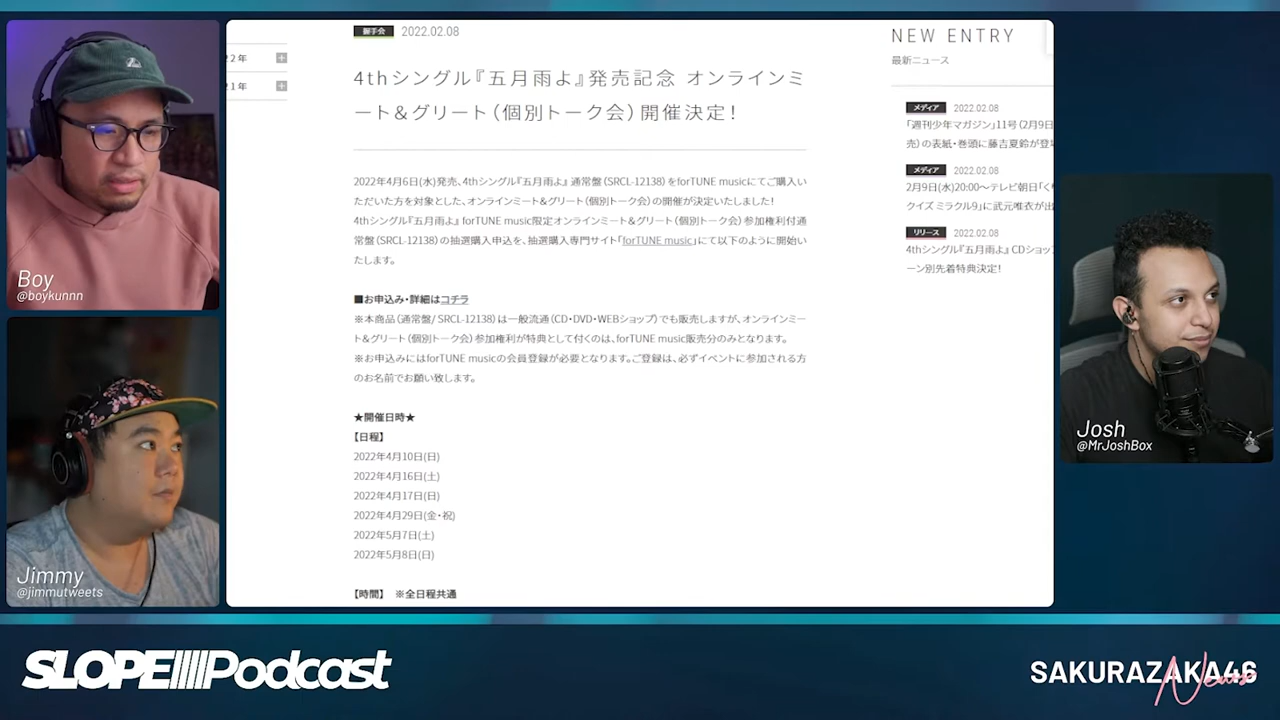 2年
1年
握手会 2022.02.08
4thシングル『五月雨よ』発売記念 オンラインミ
ート&グリート(個別トーク会)開催決定!
2022年4月6日(水)発売、4thシングル『五月雨よ』 通常盤(SRCL-12138)をforTUNE musicにてご購入い
ただいた方を対象とした、オンラインミート&グリート(個別トーク会)の開催が決定いたしました!
4thシングル『五月雨よ』 forTUNE music限定オンラインミート&グリート(個別トーク会) 参加権利付通
常盤(SRCL-12138)の抽選購入申込を、抽選購入専門サイト「forTUNE music」にて以下のように開始い
たします。
■お申込み・詳細はコチラ
※本商品(通常盤/ SRCL-12138)は一般流通(CD・DVD・WEBショップ)でも販売しますが、オンラインミー
ト&グリート(個別トーク会)参加権利が特典として付くのは、forTUNE music販売分のみとなります。
※お申込みにはforTUNE musicの会員登録が必要となります。ご登録は、必ずイベントに参加される方
のお名前でお願い致します。
★開催日時★
【日程】
2022年4月10日(日)
2022年4月16日(土)
2022年4月17日(日)
2022年4月29日(金・祝)
2022年5月7日(土)
2022年5月8日(日)
【時間】 ※全日程共通
NEW ENTRY
最新ニュース
メディア 2022.02.08
「週刊少年マガジン」11号(2月9日
売)の表紙・巻頭に藤吉夏鈴が登場
メディア 2022.02.08
2月9日(水)20:00～テレビ朝日「く
クイズ ミラクル9」に武元唯衣が出
リリース 2022.02.08
4thシングル『五月雨よ』 CDショッ
ーン別先着特典決定!
Boy
@boykunnn
Jimmy
@jimmutweets
Josh
@MrJoshBox
SLOPE Podcast
SAKURAZAKA46
News